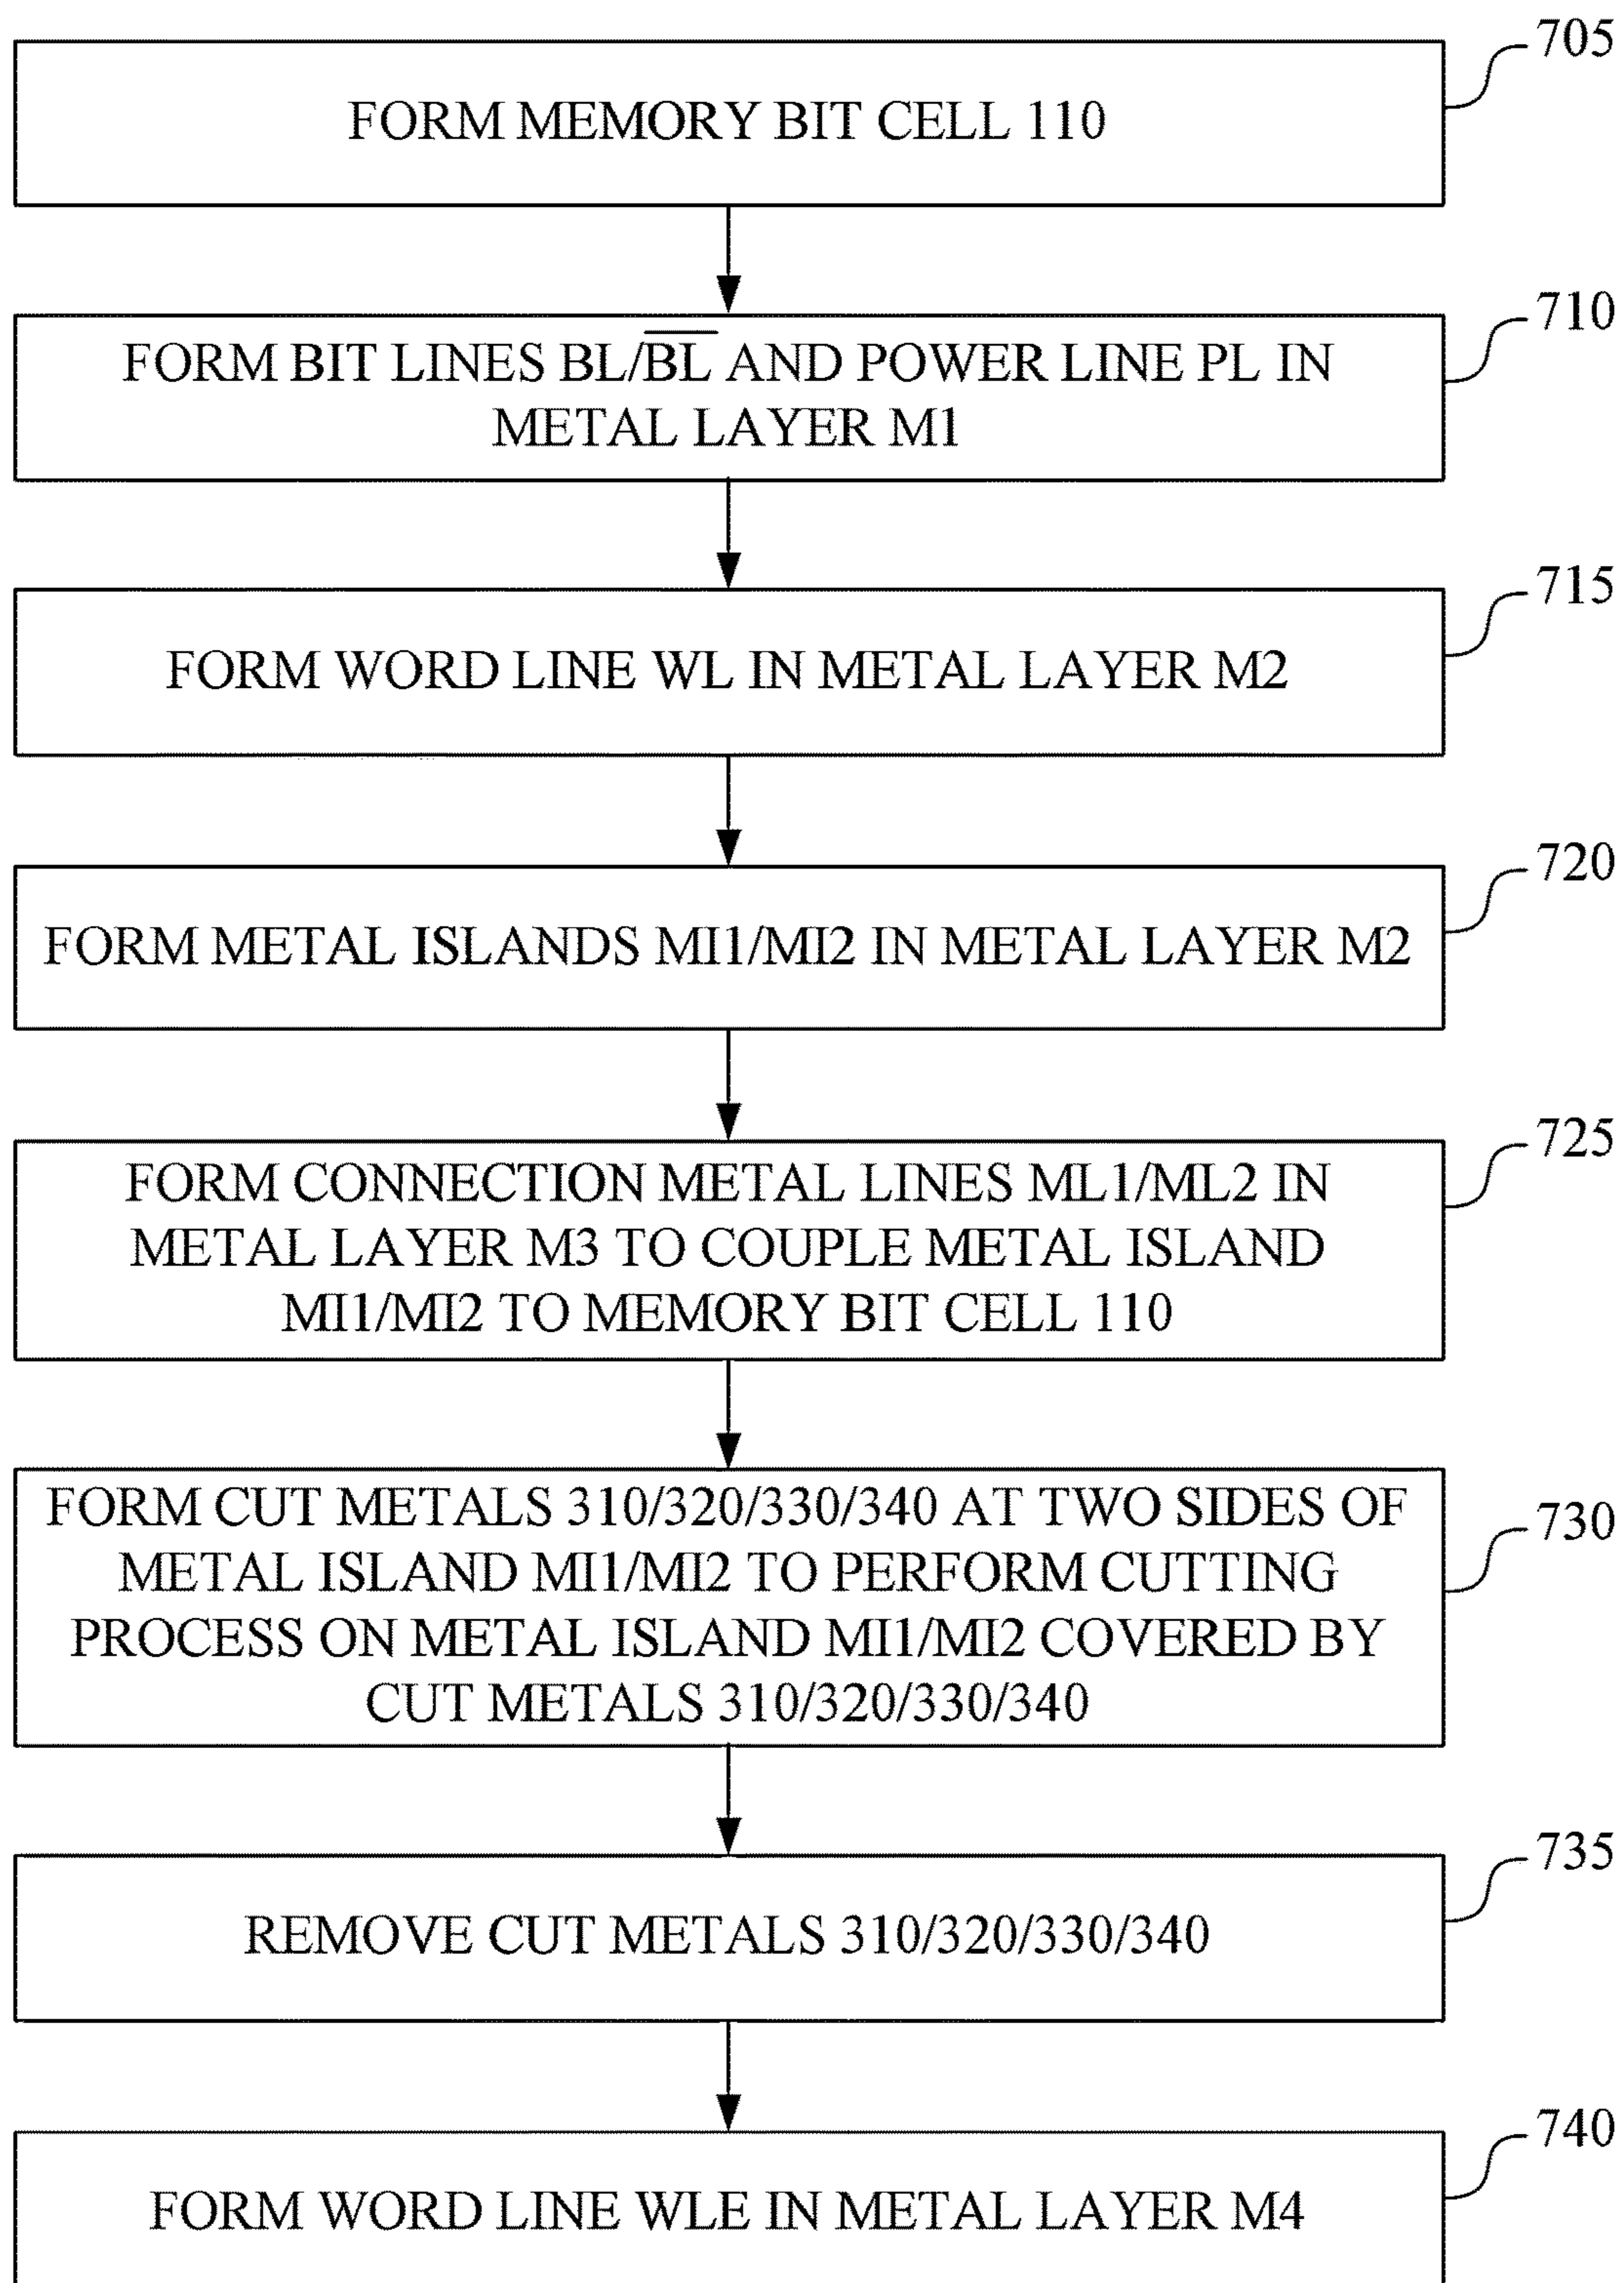 705
FORM MEMORY BIT CELL 110
710
FORM BIT LINES BL/B̅L̅ AND POWER LINE PL IN
METAL LAYER M1
715
FORM WORD LINE WL IN METAL LAYER M2
720
FORM METAL ISLANDS MI1/MI2 IN METAL LAYER M2
725
FORM CONNECTION METAL LINES ML1/ML2 IN
METAL LAYER M3 TO COUPLE METAL ISLAND
MI1/MI2 TO MEMORY BIT CELL 110
730
FORM CUT METALS 310/320/330/340 AT TWO SIDES OF
METAL ISLAND MI1/MI2 TO PERFORM CUTTING
PROCESS ON METAL ISLAND MI1/MI2 COVERED BY
CUT METALS 310/320/330/340
735
REMOVE CUT METALS 310/320/330/340
740
FORM WORD LINE WLE IN METAL LAYER M4